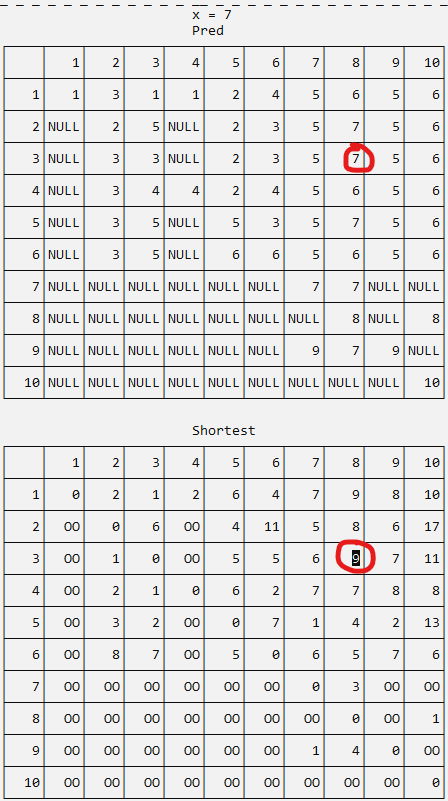 x = 7
Pred
1 2 3 4 5 6 7 8 9 10
1 1 3 1 1 2 4 5 6 5 6
2 NULL 2 5 NULL 2 3 5 7 5 6
3 NULL 3 3 NULL 2 3 5 7 5 6
4 NULL 3 4 4 2 4 5 6 5 6
5 NULL 3 5 NULL 5 3 5 7 5 6
6 NULL 3 5 NULL 6 6 5 6 5 6
7 NULL NULL NULL NULL NULL NULL 7 7 NULL NULL
8 NULL NULL NULL NULL NULL NULL NULL 8 NULL 8
9 NULL NULL NULL NULL NULL NULL 9 7 9 NULL
10 NULL NULL NULL NULL NULL NULL NULL NULL NULL 10
Shortest
1 2 3 4 5 6 7 8 9 10
1 0 2 1 2 6 4 7 9 8 10
2 OO 0 6 OO 4 11 5 8 6 17
3 OO 1 0 OO 5 5 6 9 7 11
4 OO 2 1 0 6 2 7 7 8 8
5 OO 3 2 OO 0 7 1 4 2 13
6 OO 8 7 OO 5 0 6 5 7 6
7 OO OO OO OO OO OO 0 3 OO OO
8 OO OO OO OO OO OO OO 0 OO 1
9 OO OO OO OO OO OO 1 4 0 OO
10 OO OO OO OO OO OO OO OO OO 0